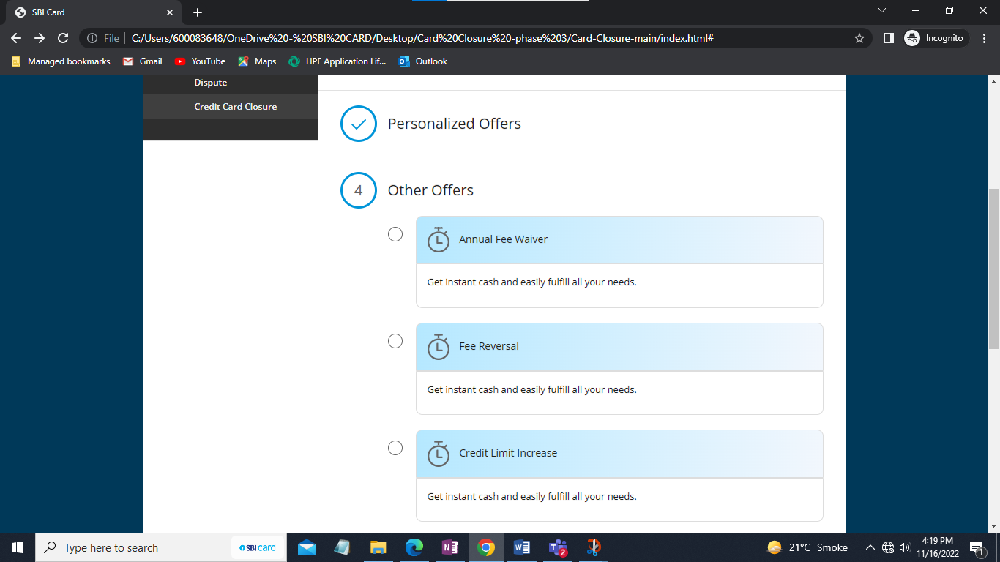 SBI Card
File
C:/Users/600083648/OneDrive%20-%20SBI%20CARD/Desktop/Card%20Closure%20-phase%203/Card-Closure-main/index.html#
Incognito
Managed bookmarks
Gmail
YouTube
Maps
HPE Application Lif...
Outlook
Dispute
Credit Card Closure
Personalized Offers
4
Other Offers
Annual Fee Waiver
Get instant cash and easily fulfill all your needs.
Fee Reversal
Get instant cash and easily fulfill all your needs.
Credit Limit Increase
Get instant cash and easily fulfill all your needs.
Type here to search
SBI card
N
W
T
2
21°C Smoke
4:19 PM
11/16/2022
1